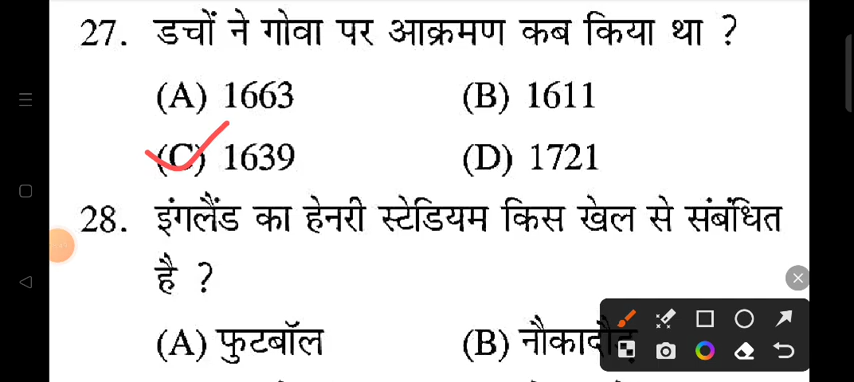 27. डचों ने गोवा पर आक्रमण कब किया था ?
(A) 1663 (B) 1611
(C) 1639 (D) 1721
28. इंगलैंड का हेनरी स्टेडियम किस खेल से संबंधित
है ?
(A) फुटबॉल (B) नौकादौड़